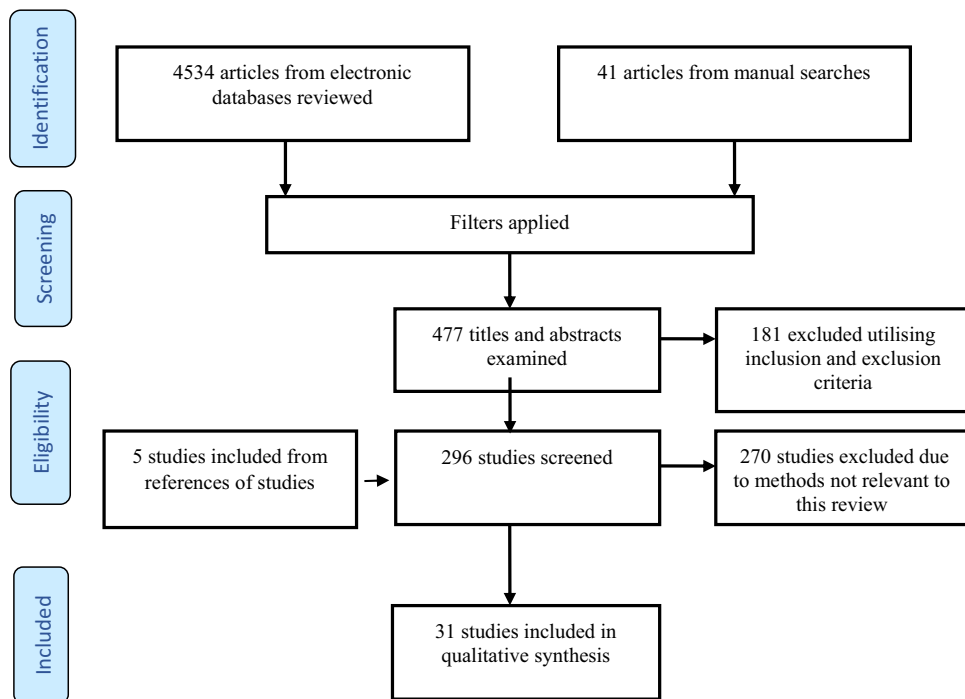 Identification
4534 articles from electronic
databases reviewed
41 articles from manual searches
Screening
Filters applied
477 titles and abstracts
examined
181 excluded utilising
inclusion and exclusion
criteria
Eligibility
5 studies included from
references of studies
296 studies screened
270 studies excluded due
to methods not relevant to
this review
Included
31 studies included in
qualitative synthesis